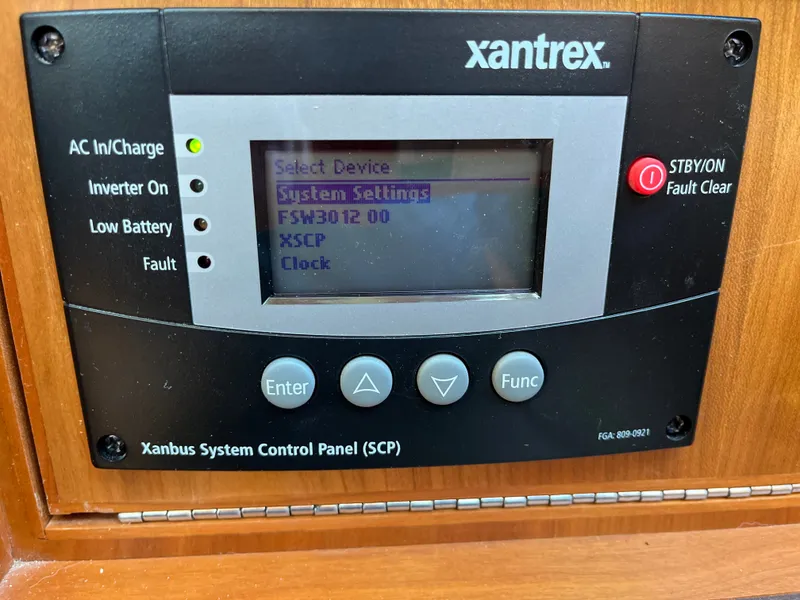 xantrex™
AC In/Charge
Inverter On
Low Battery
Fault
Select Device
System Settings
FSW3012 00
XSCP
Clock
STBY/ON
Fault Clear
Enter
Func
Xanbus System Control Panel (SCP)
FGA: 809-0921